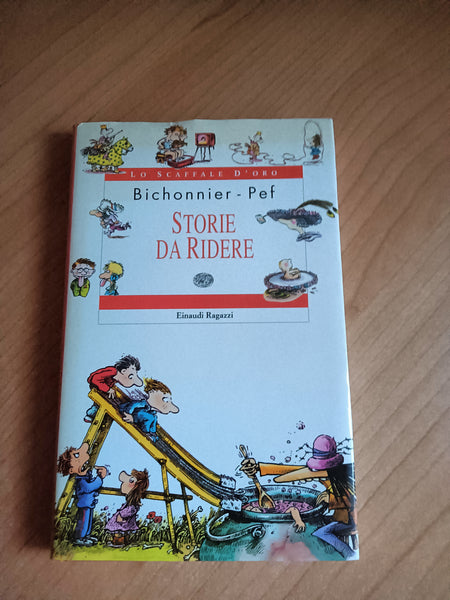 LO SCAFFALE D'ORO
Bichonnier - Pef
STORIE
DA RIDERE
Einaudi Ragazzi